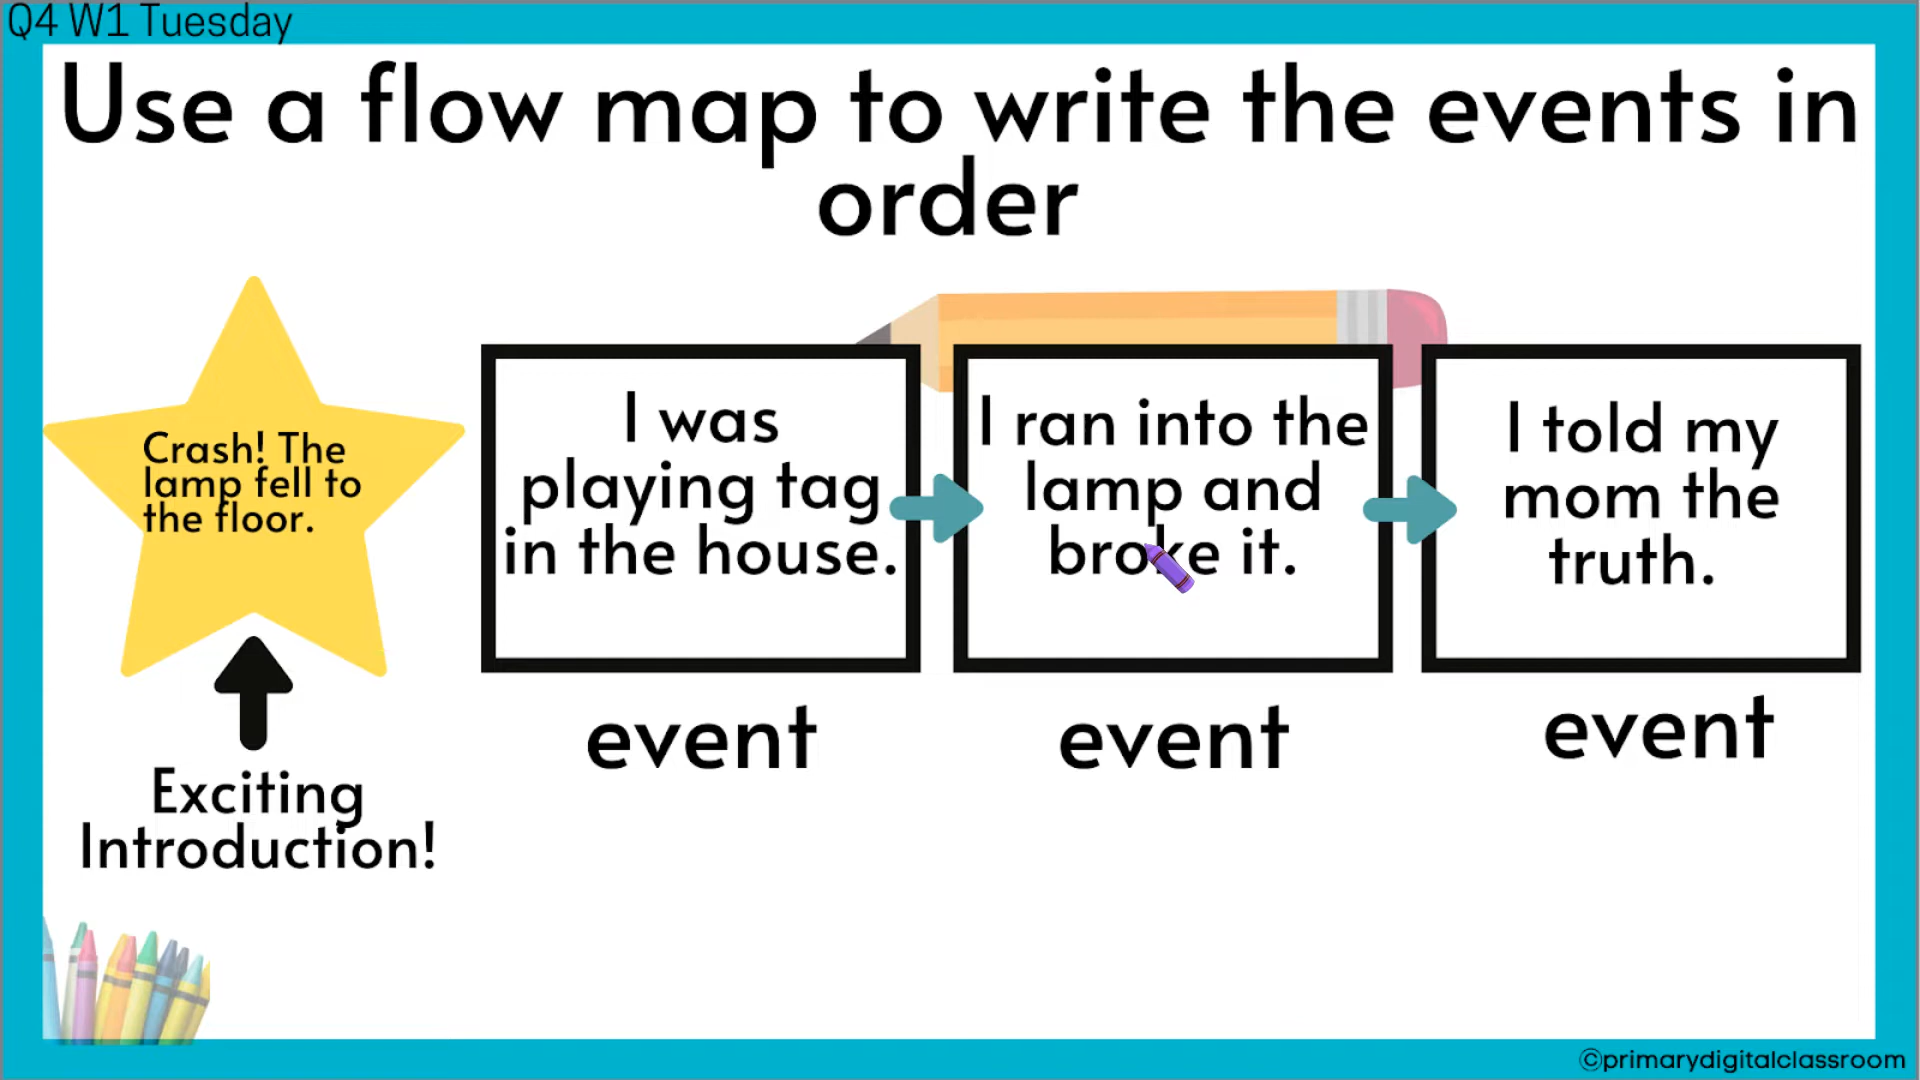 Q4 W1 Tuesday
Use a flow map to write the events in
order
Crash! The
lamp fell to
the floor.
Exciting
Introduction!
I was
playing tag
in the house.
event
I ran into the
lamp and
broke it.
event
I told my
mom the
truth.
event
©primarydigitalclassroom